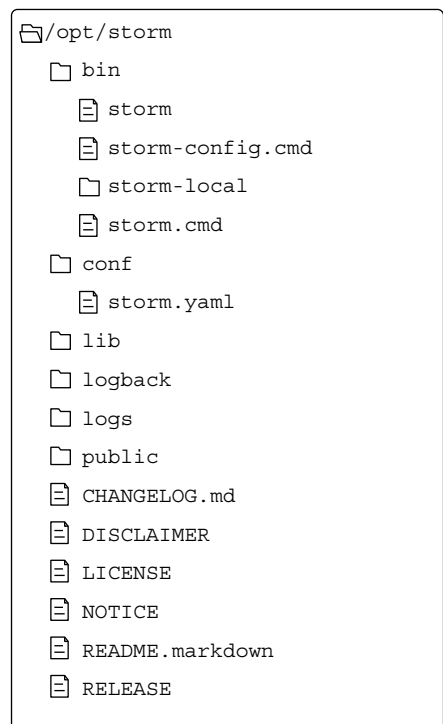 /opt/storm
bin
storm
storm-config.cmd
storm-local
storm.cmd
conf
storm.yaml
lib
logback
logs
public
CHANGELOG.md
DISCLAIMER
LICENSE
NOTICE
README.markdown
RELEASE